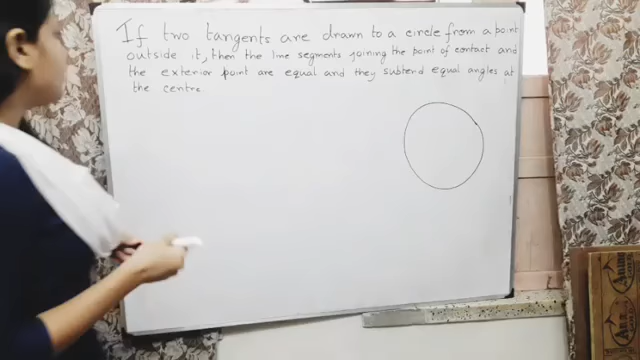 If two tangents are drawn to a circle from a point
outside it, then the line segments joining the point of contact and
the exterior point are equal and they subtend equal angles at
the centre